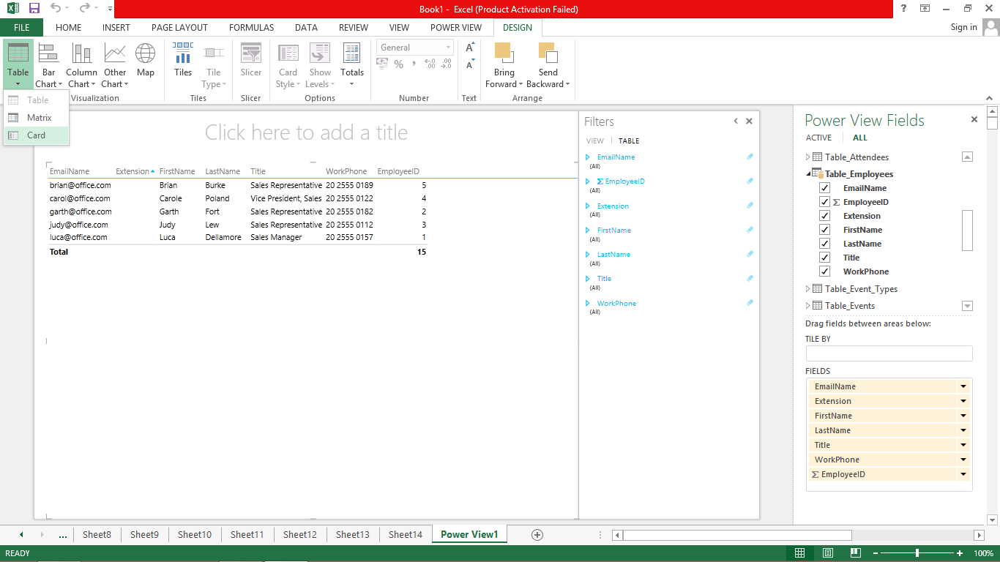 Book1 - Excel (Product Activation Failed)
?
FILE HOME INSERT PAGE LAYOUT FORMULAS DATA REVIEW VIEW POWER VIEW DESIGN Sign in
Table Bar Chart Column Chart Other Chart Map Tiles Tile Type Slicer Card Style Show Levels Totals General % , .00 .0 A A Bring Forward Send Backward
Visualization Tiles Slicer Options Number Text Arrange
Table
Matrix
Card
Click here to add a title
EmailName Extension FirstName LastName Title WorkPhone EmployeeID
brian@office.com Brian Burke Sales Representative 20 2555 0189 5
carol@office.com Carole Poland Vice President, Sales 20 2555 0122 4
garth@office.com Garth Fort Sales Representative 20 2555 0182 2
judy@office.com Judy Lew Sales Representative 20 2555 0112 3
luca@office.com Luca Dellamore Sales Manager 20 2555 0157 1
Total 15
Filters
VIEW TABLE
EmailName
(All)
Σ EmployeeID
(All)
Extension
(All)
FirstName
(All)
LastName
(All)
Title
(All)
WorkPhone
(All)
Power View Fields
ACTIVE ALL
Table_Attendees
Table_Employees
EmailName
Σ EmployeeID
Extension
FirstName
LastName
Title
WorkPhone
Table_Event_Types
Table_Events
Drag fields between areas below:
TILE BY
FIELDS
EmailName
Extension
FirstName
LastName
Title
WorkPhone
Σ EmployeeID
... Sheet8 Sheet9 Sheet10 Sheet11 Sheet12 Sheet13 Sheet14 Power View1
READY 100%